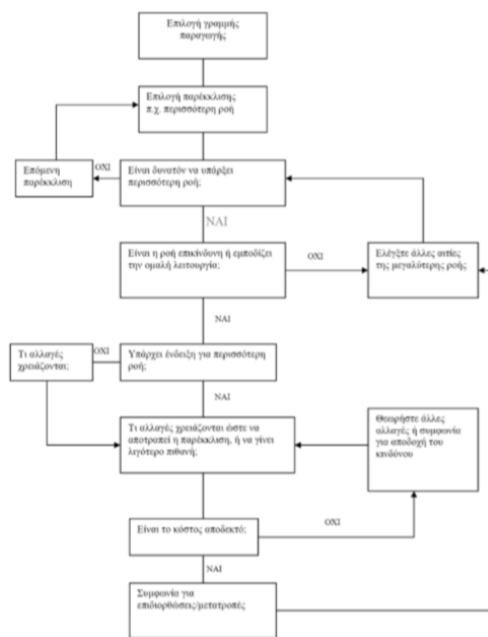 Επιλογή γραμμής
παραγωγής
Επιλογή παρέκκλισης
π.χ. περισσότερη ροή
Επόμενη
παρέκκλιση
ΟΧΙ
Είναι δυνατόν να υπάρξει
περισσότερη ροή;
ΝΑΙ
Είναι η ροή επικίνδυνη ή εμποδίζει
την ομαλή λειτουργία;
ΟΧΙ
Ελέγξτε άλλες αιτίες
της μεγαλύτερης ροής
ΝΑΙ
Τι αλλαγές
χρειάζονται;
ΟΧΙ
Υπάρχει ένδειξη για περισσότερη
ροή;
ΝΑΙ
Τι αλλαγές χρειάζονται ώστε να
αποτραπεί η παρέκκλιση, ή να γίνει
λιγότερο πιθανή;
Θεωρήστε άλλες
αλλαγές ή συμφωνία
για αποδοχή του
κινδύνου
Είναι το κόστος αποδεκτό;
ΟΧΙ
ΝΑΙ
Συμφωνία για
επιδιορθώσεις/μετατροπές